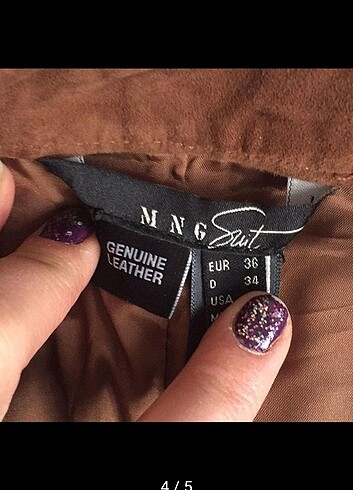 MNG Suit
GENUINE
LEATHER
EUR 36
D 34
USA
4 / 5